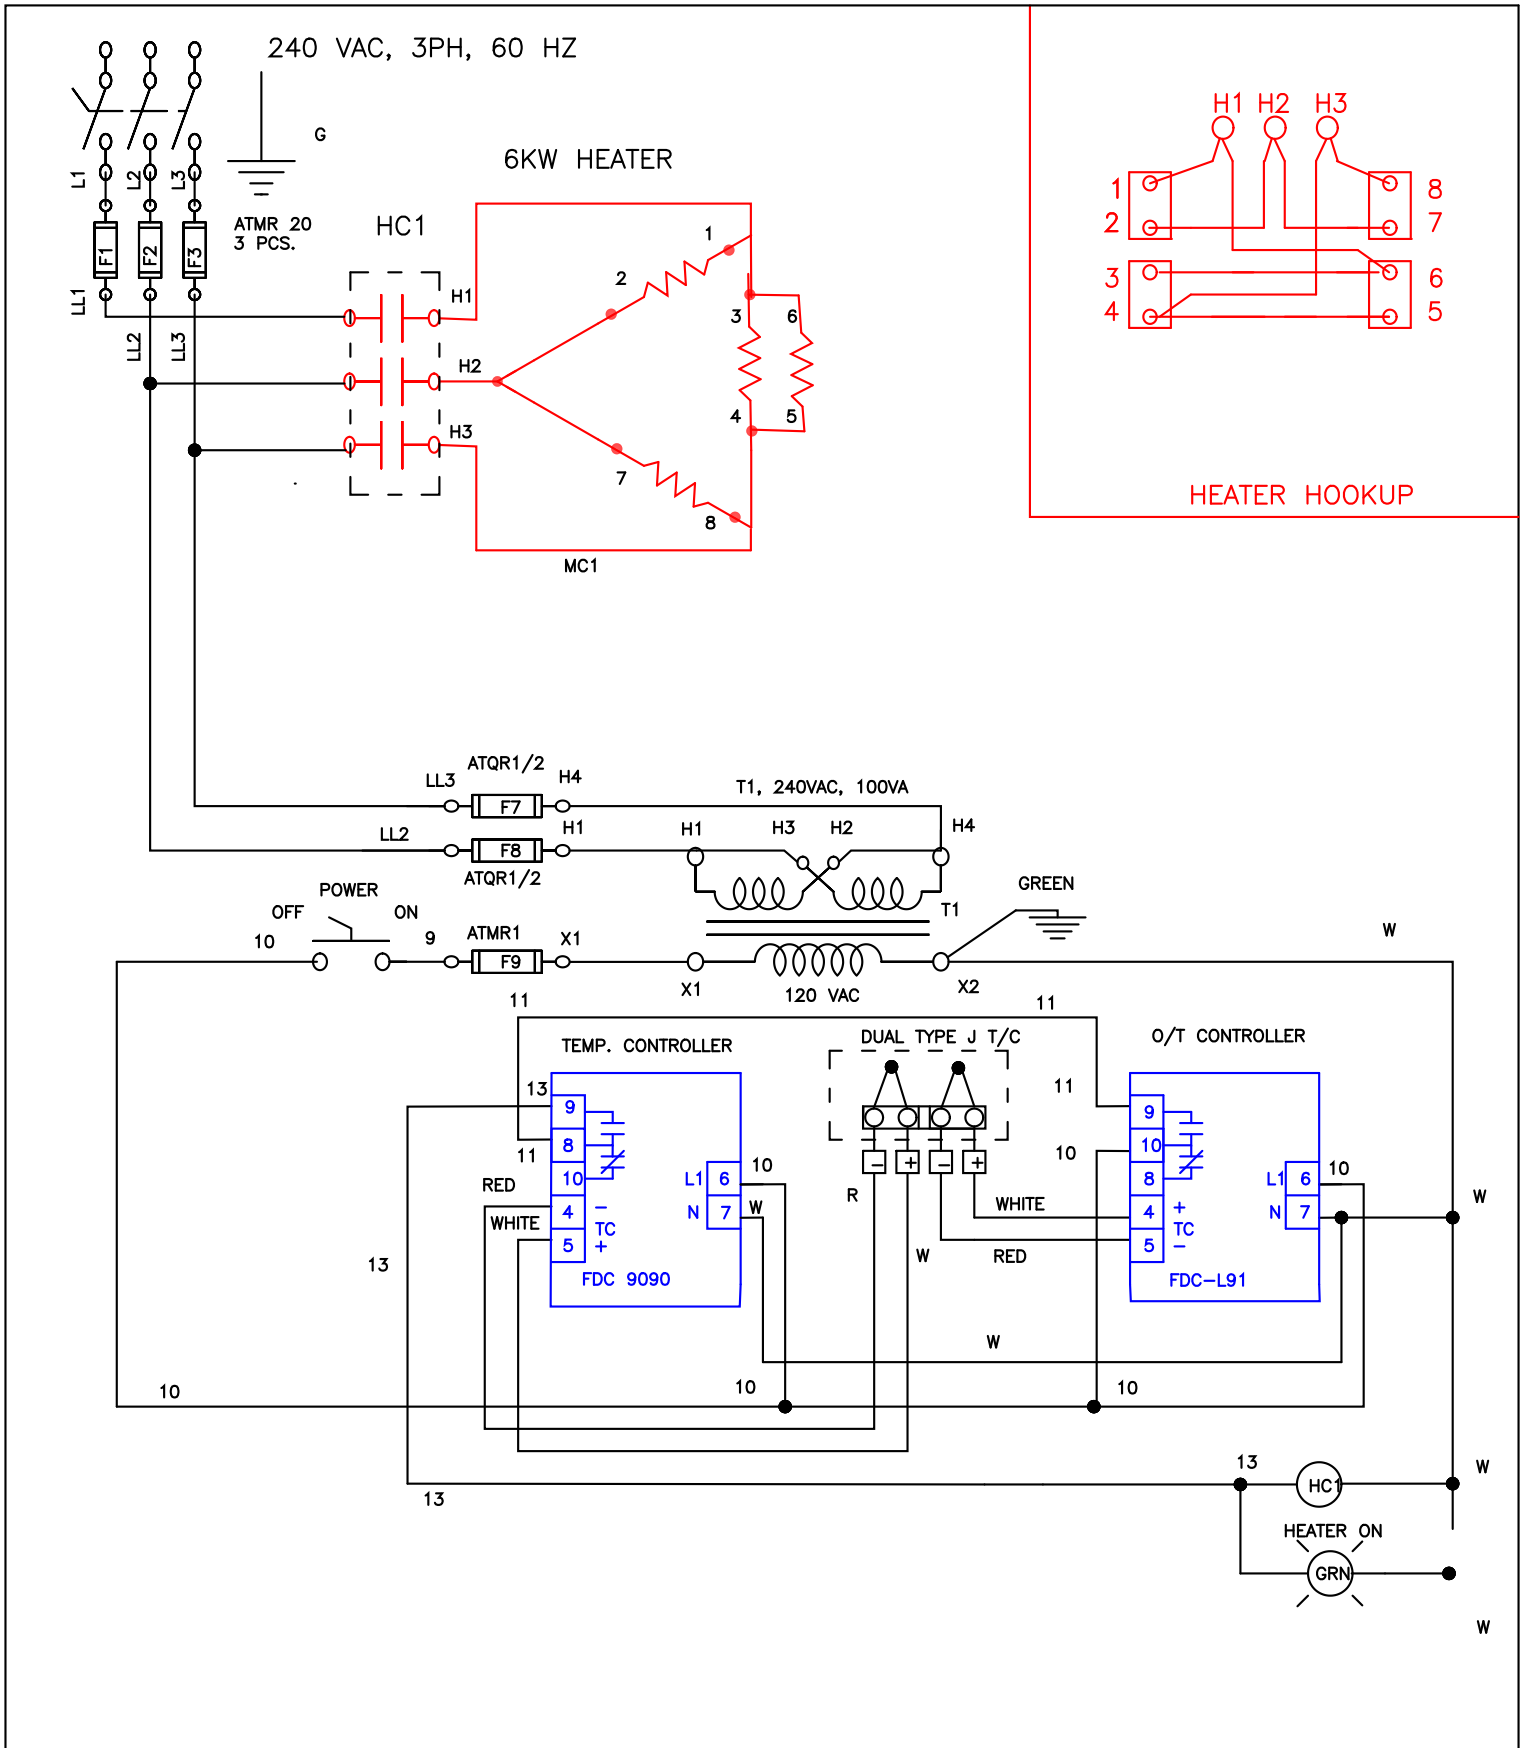 240 VAC, 3PH, 60 HZ
G
L1
L2
L3
ATMR 20
3 PCS.
F1
F2
F3
LL1
LL2
LL3
HC1
6KW HEATER
H1
H2
H3
1
2
3
6
4
5
7
8
MC1
H1 H2 H3
1
2
3
4
8
7
6
5
HEATER HOOKUP
ATQR1/2
LL3
F7
H4
T1, 240VAC, 100VA
LL2
F8
H1
ATQR1/2
H1
H3
H2
H4
T1
GREEN
POWER
OFF
ON
10
9
ATMR1
F9
X1
X1
120 VAC
X2
W
11
11
TEMP. CONTROLLER
DUAL TYPE J T/C
O/T CONTROLLER
13
9
8
11
10
RED
4 −
WHITE
TC
5 +
FDC 9090
L1 6
10
N 7
W
− + − +
R
W
WHITE
RED
11
10
9
10
8
4 +
TC
5 −
FDC−L91
L1 6
10
N 7
W
13
W
10
10
10
13
13
HC1
W
HEATER ON
GRN
W